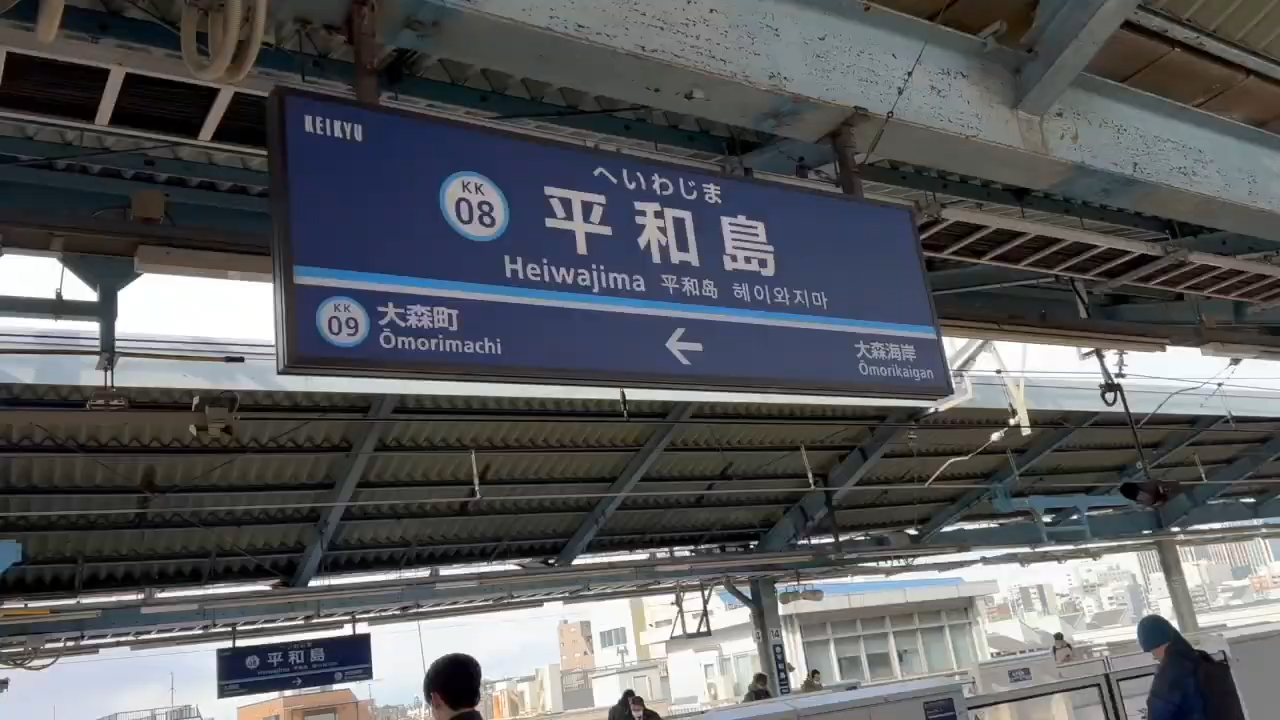 KEIKYU
へいわじま
KK
08
平和島
Heiwajima 平和岛 헤이와지마
KK
09
大森町
Ōmorimachi
←
大森海岸
Ōmorikaigan
平和島
→